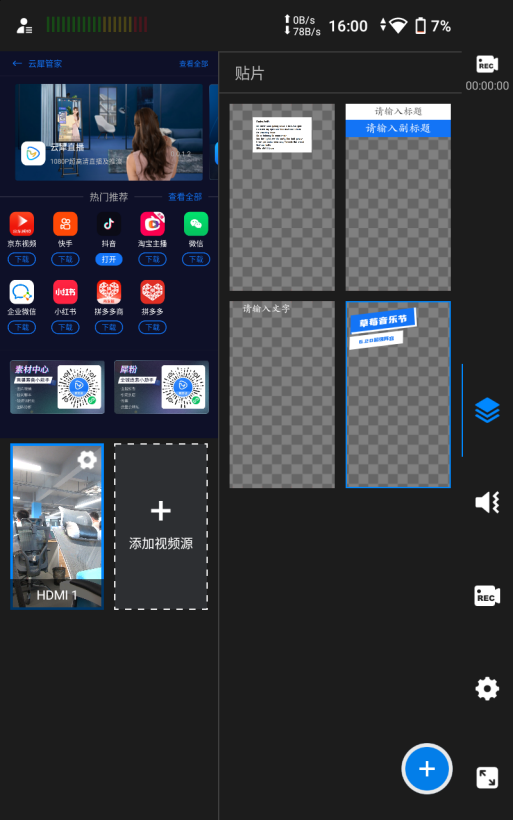 0B/s
78B/s
16:00
7%
云犀管家
查看全部
云犀直播
1080P超高清直播及推流
热门推荐
查看全部
京东视频
快手
抖音
淘宝主播
微信
下载
下载
打开
下载
下载
企业微信
小红书
拼多多商
拼多多
下载
下载
下载
下载
素材中心
犀粉
HDMI 1
添加视频源
贴片
请输入标题
请输入副标题
请输入文字
草莓音乐节
REC
00:00:00
REC